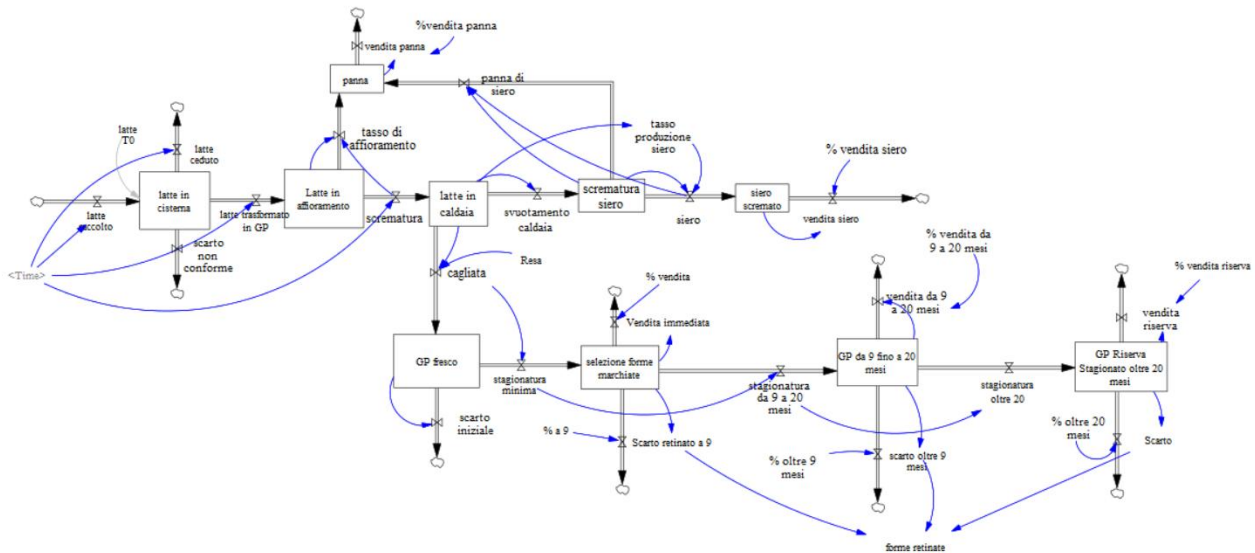 %vendita panna
vendita panna
panna
panna di
siero
latte
T0
latte
ceduto
tasso di
affioramento
tasso
produzione
siero
% vendita siero
latte in
cisterna
Latte in
affioramento
latte in
caldaia
scrematura
siero
siero
scremato
latte
raccolto
latte trasformato
in GP
scrematura
svuotamento
caldaia
siero
vendita siero
scarto
non
conforme
<Time>
cagliata
Resa
% vendita da
9 a 20 mesi
% vendita
% vendita riserva
vendita da 9
a 20 mesi
Vendita immediata
vendita
riserva
GP fresco
selezione forme
marchiate
GP da 9 fino a 20
mesi
GP Riserva
Stagionato oltre 20
mesi
stagionatura
minima
stagionatura
da 9 a 20
mesi
stagionatura
oltre 20
scarto
iniziale
% a 9
Scarto retinato a 9
% oltre 9
mesi
scarto oltre 9
mesi
% oltre 20
mesi
Scarto
forme retinate